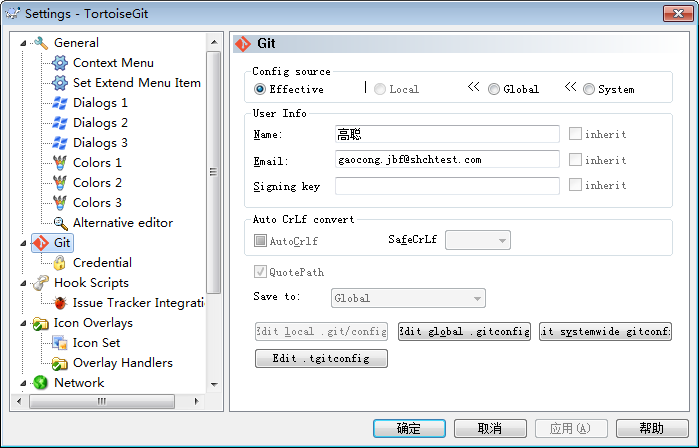 Settings - TortoiseGit
General
Context Menu
Set Extend Menu Item
Dialogs 1
Dialogs 2
Dialogs 3
Colors 1
Colors 2
Colors 3
Alternative editor
Git
Credential
Hook Scripts
Issue Tracker Integratio
Icon Overlays
Icon Set
Overlay Handlers
Network
Git
Config source
Effective | Local << Global << System
User Info
Name: 高聪 inherit
Email: gaocong.jbf@shchtest.com inherit
Signing key inherit
Auto CrLf convert
AutoCrlf SafeCrLf
QuotePath
Save to: Global
Edit local .git/config Edit global .gitconfig it systemwide gitconf:
Edit .tgitconfig
确定 取消 应用(A) 帮助